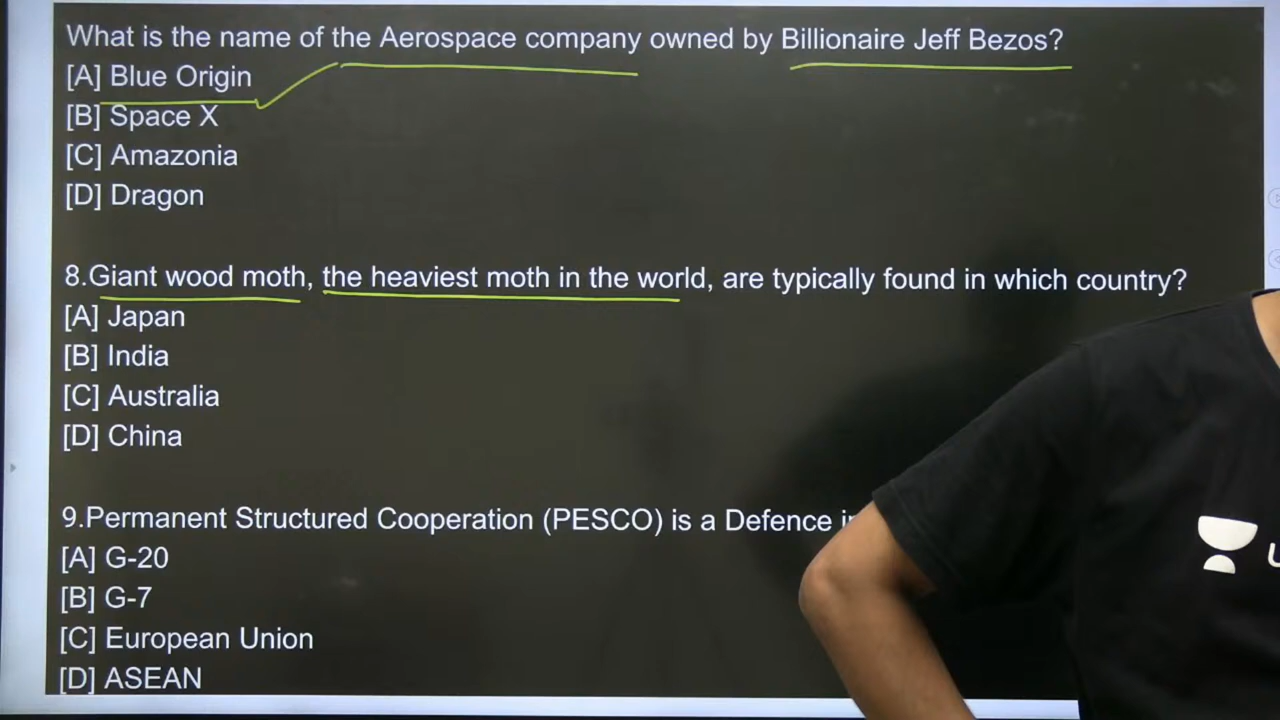 What is the name of the Aerospace company owned by Billionaire Jeff Bezos?
[A] Blue Origin
[B] Space X
[C] Amazonia
[D] Dragon
8.Giant wood moth, the heaviest moth in the world, are typically found in which country?
[A] Japan
[B] India
[C] Australia
[D] China
9.Permanent Structured Cooperation (PESCO) is a Defence
[A] G-20
[B] G-7
[C] European Union
[D] ASEAN